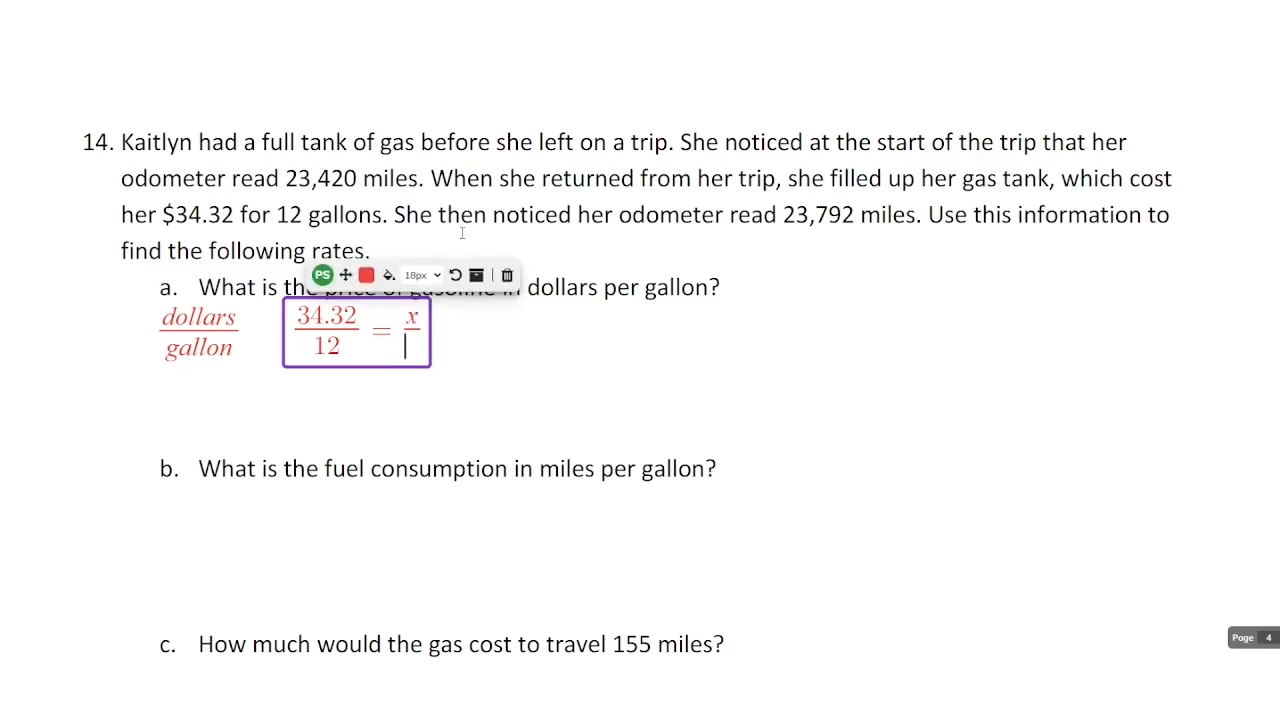 14. Kaitlyn had a full tank of gas before she left on a trip. She noticed at the start of the trip that her
odometer read 23,420 miles. When she returned from her trip, she filled up her gas tank, which cost
her $34.32 for 12 gallons. She then noticed her odometer read 23,792 miles. Use this information to
find the following rates.
PS 18px
a. What is the price of gasoline in dollars per gallon?
dollars
gallon
34.32
12
=
x
b. What is the fuel consumption in miles per gallon?
c. How much would the gas cost to travel 155 miles?
Page 4